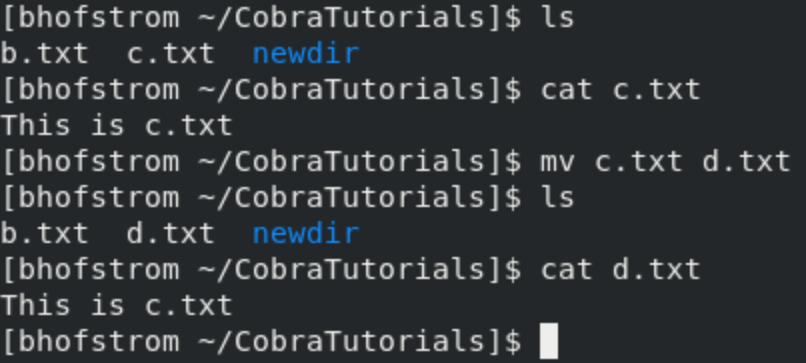 [bhofstrom ~/CobraTutorials]$ ls
b.txt  c.txt  newdir
[bhofstrom ~/CobraTutorials]$ cat c.txt
This is c.txt
[bhofstrom ~/CobraTutorials]$ mv c.txt d.txt
[bhofstrom ~/CobraTutorials]$ ls
b.txt  d.txt  newdir
[bhofstrom ~/CobraTutorials]$ cat d.txt
This is c.txt
[bhofstrom ~/CobraTutorials]$